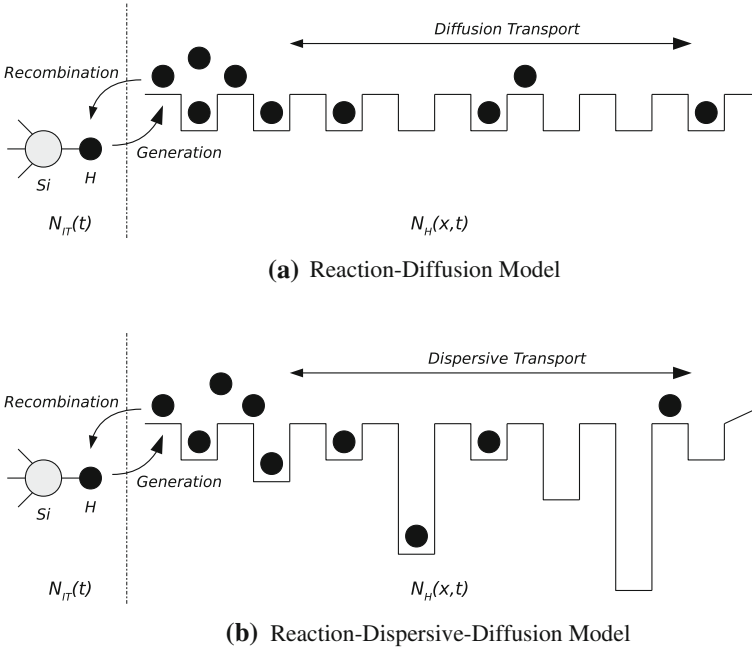 Diffusion Transport
Recombination
Generation
Si
H
N_IT(t)
N_H(x,t)
(a) Reaction-Diffusion Model
Dispersive Transport
Recombination
Generation
Si
H
N_IT(t)
N_H(x,t)
(b) Reaction-Dispersive-Diffusion Model